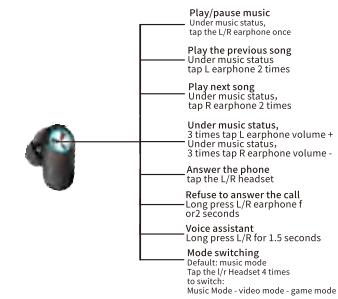 Play/pause music
Under music status,
tap the L/R earphone once
Play the previous song
Under music status
tap L earphone 2 times
Play next song
Under music status,
tap R earphone 2 times
Under music status,
3 times tap L earphone volume +
Under music status,
3 times tap R earphone volume -
Answer the phone
tap the L/R headset
Refuse to answer the call
Long press L/R earphone f
or2 seconds
Voice assistant
Long press L/R for 1.5 seconds
Mode switching
Default: music mode
Tap the l/r Headset 4 times
to switch:
Music Mode - video mode - game mode